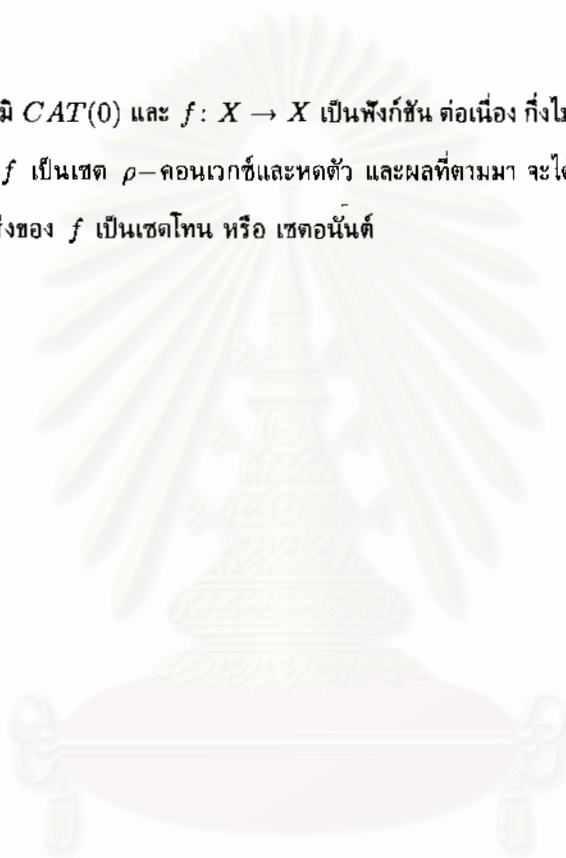 มิ CAT(0) และ f: X → X เป็นฟังก์ชัน ต่อเนื่อง กึ่งไม่
f เป็นเซต ρ−คอนเวกซ์และหดตัว และผลที่ตามมา จะได้
ริงของ f เป็นเซตโทน หรือ เซตอนันต์